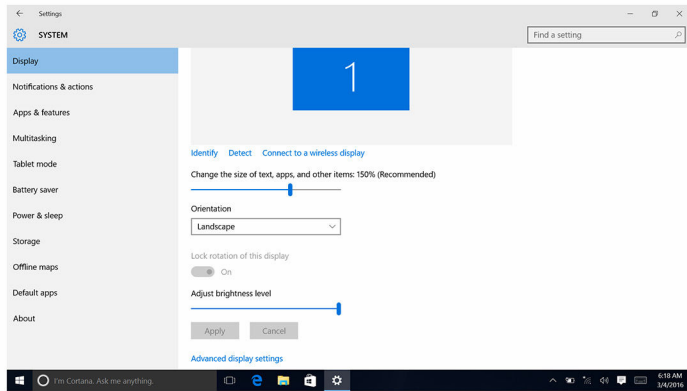 Settings
SYSTEM
Find a setting
Display
Notifications & actions
Apps & features
Multitasking
Tablet mode
Battery saver
Power & sleep
Storage
Offline maps
Default apps
About
1
Identify Detect Connect to a wireless display
Change the size of text, apps, and other items: 150% (Recommended)
Orientation
Landscape
Lock rotation of this display
On
Adjust brightness level
Apply Cancel
Advanced display settings
I'm Cortana. Ask me anything.
6:18 AM
3/4/2016